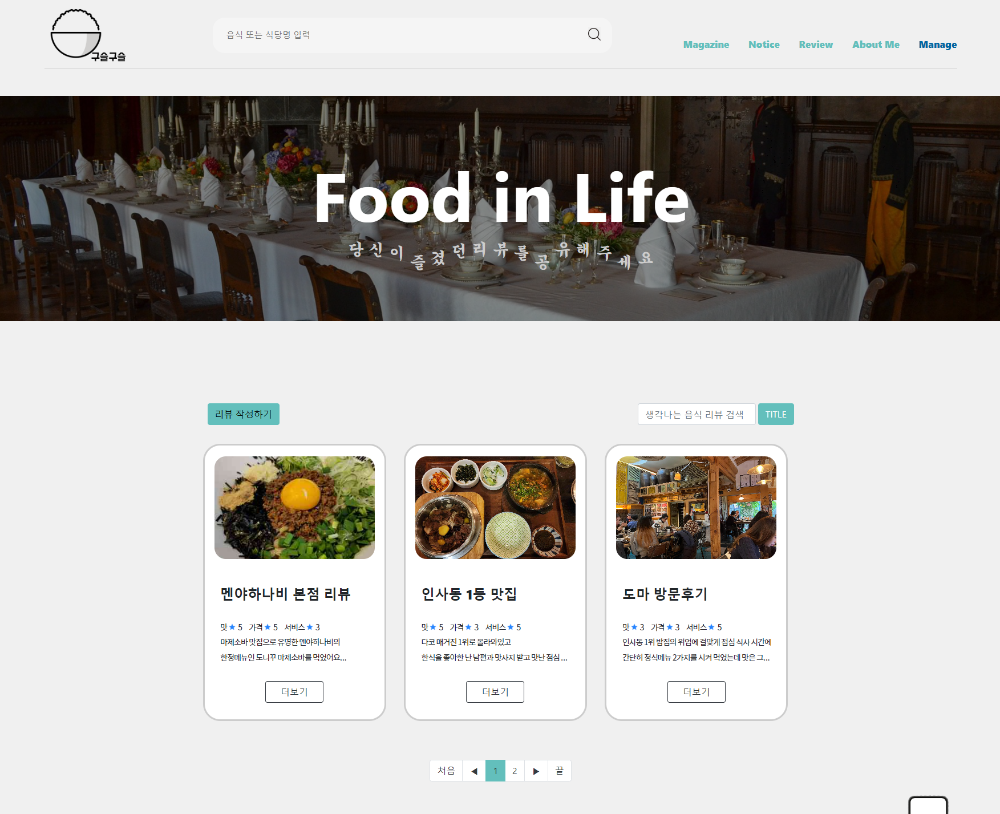 구슬구슬
음식 또는 식당명 입력
Magazine Notice Review About Me Manage
Food in Life
당신이즐겼던리뷰를공유해주세요
리뷰 작성하기
생각나는 음식 리뷰 검색 TITLE
멘야하나비 본점 리뷰
맛★ 5 가격★ 5 서비스★ 3
마제소바 맛집으로 유명한 멘야하나비의
한정메뉴인 도니꾸 마제소바를 먹었어요...
더보기
인사동 1등 맛집
맛★ 5 가격★ 3 서비스★ 5
다코 매거진 1위로 올라와있고
한식을 좋아한 난 남편과 맛사지 받고 맛난 점심 ...
더보기
도마 방문후기
맛★ 3 가격★ 3 서비스★ 5
인사동 1위 밥집의 위엄에 걸맞게 점심 식사 시간에
간단히 정식메뉴 2가지를 시켜 먹었는데 맛은 그...
더보기
처음 ◀ 1 2 ▶ 끝